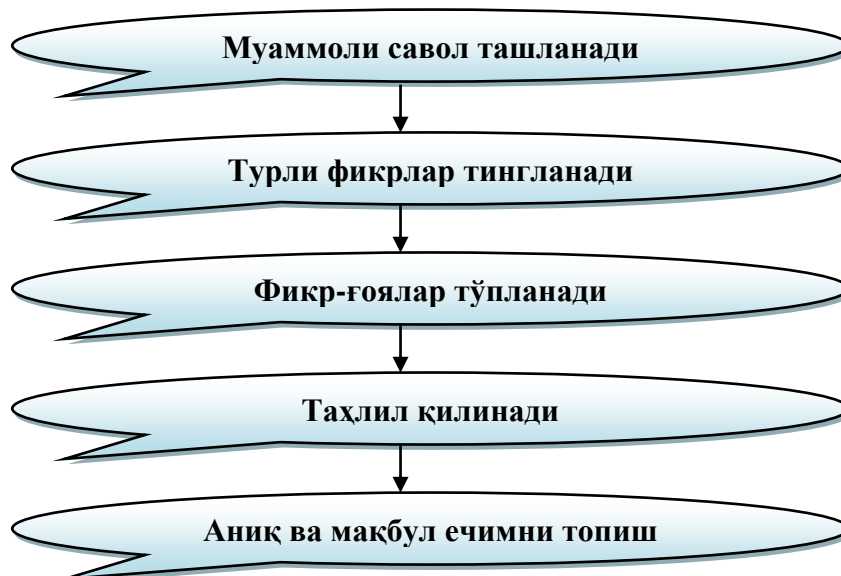 Муаммоли савол ташланади
Турли фикрлар тингланади
Фикр-ғоялар тўпланади
Таҳлил қилинади
Аниқ ва мақбул ечимни топиш